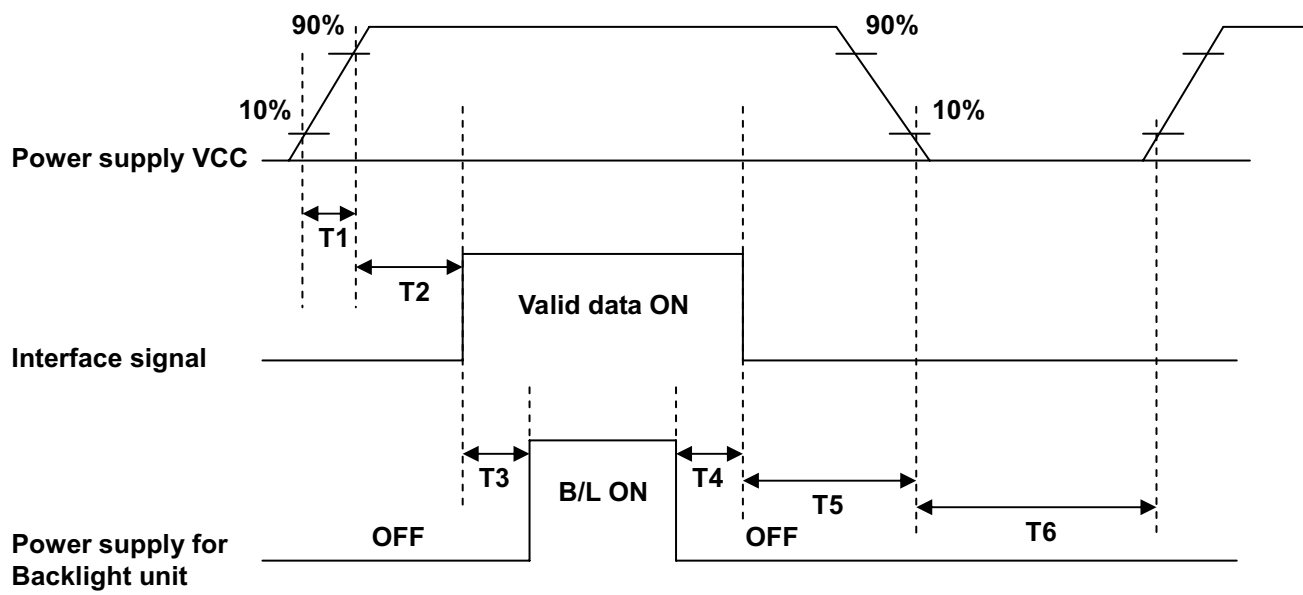 90%
90%
10%
10%
Power supply VCC
T1
T2
Valid data ON
Interface signal
T3
T4
B/L ON
T5
T6
OFF
OFF
Power supply for
Backlight unit